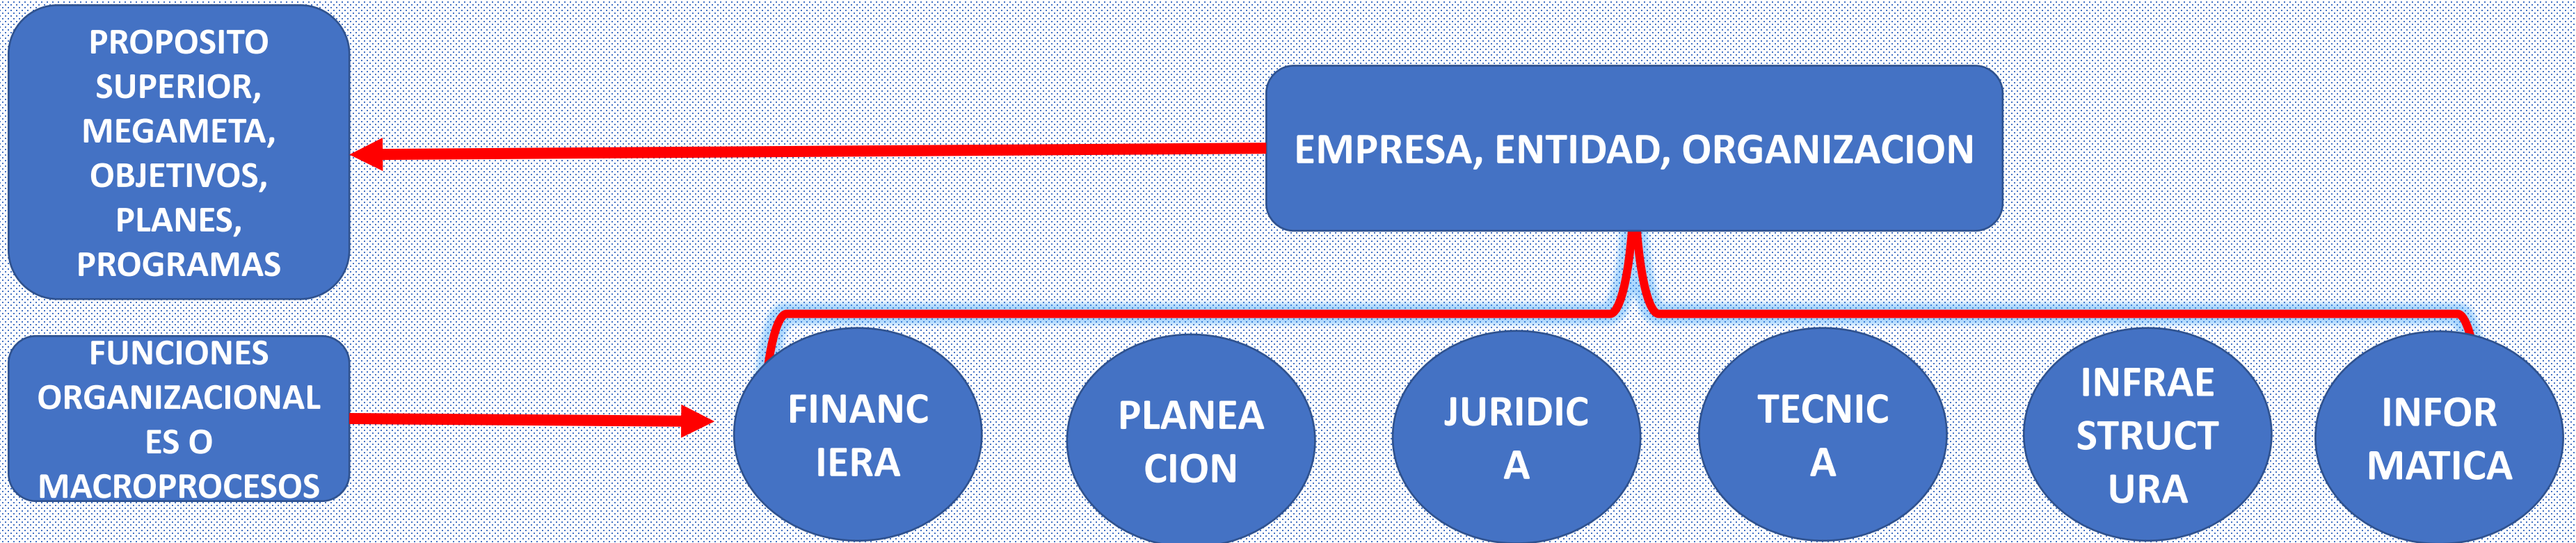 PROPOSITO
SUPERIOR,
MEGAMETA,
OBJETIVOS,
PLANES,
PROGRAMAS
EMPRESA, ENTIDAD, ORGANIZACION
FUNCIONES
ORGANIZACIONAL
ES O
MACROPROCESOS
FINANC
IERA
PLANEA
CION
JURIDIC
A
TECNIC
A
INFRAE
STRUCT
URA
INFOR
MATICA